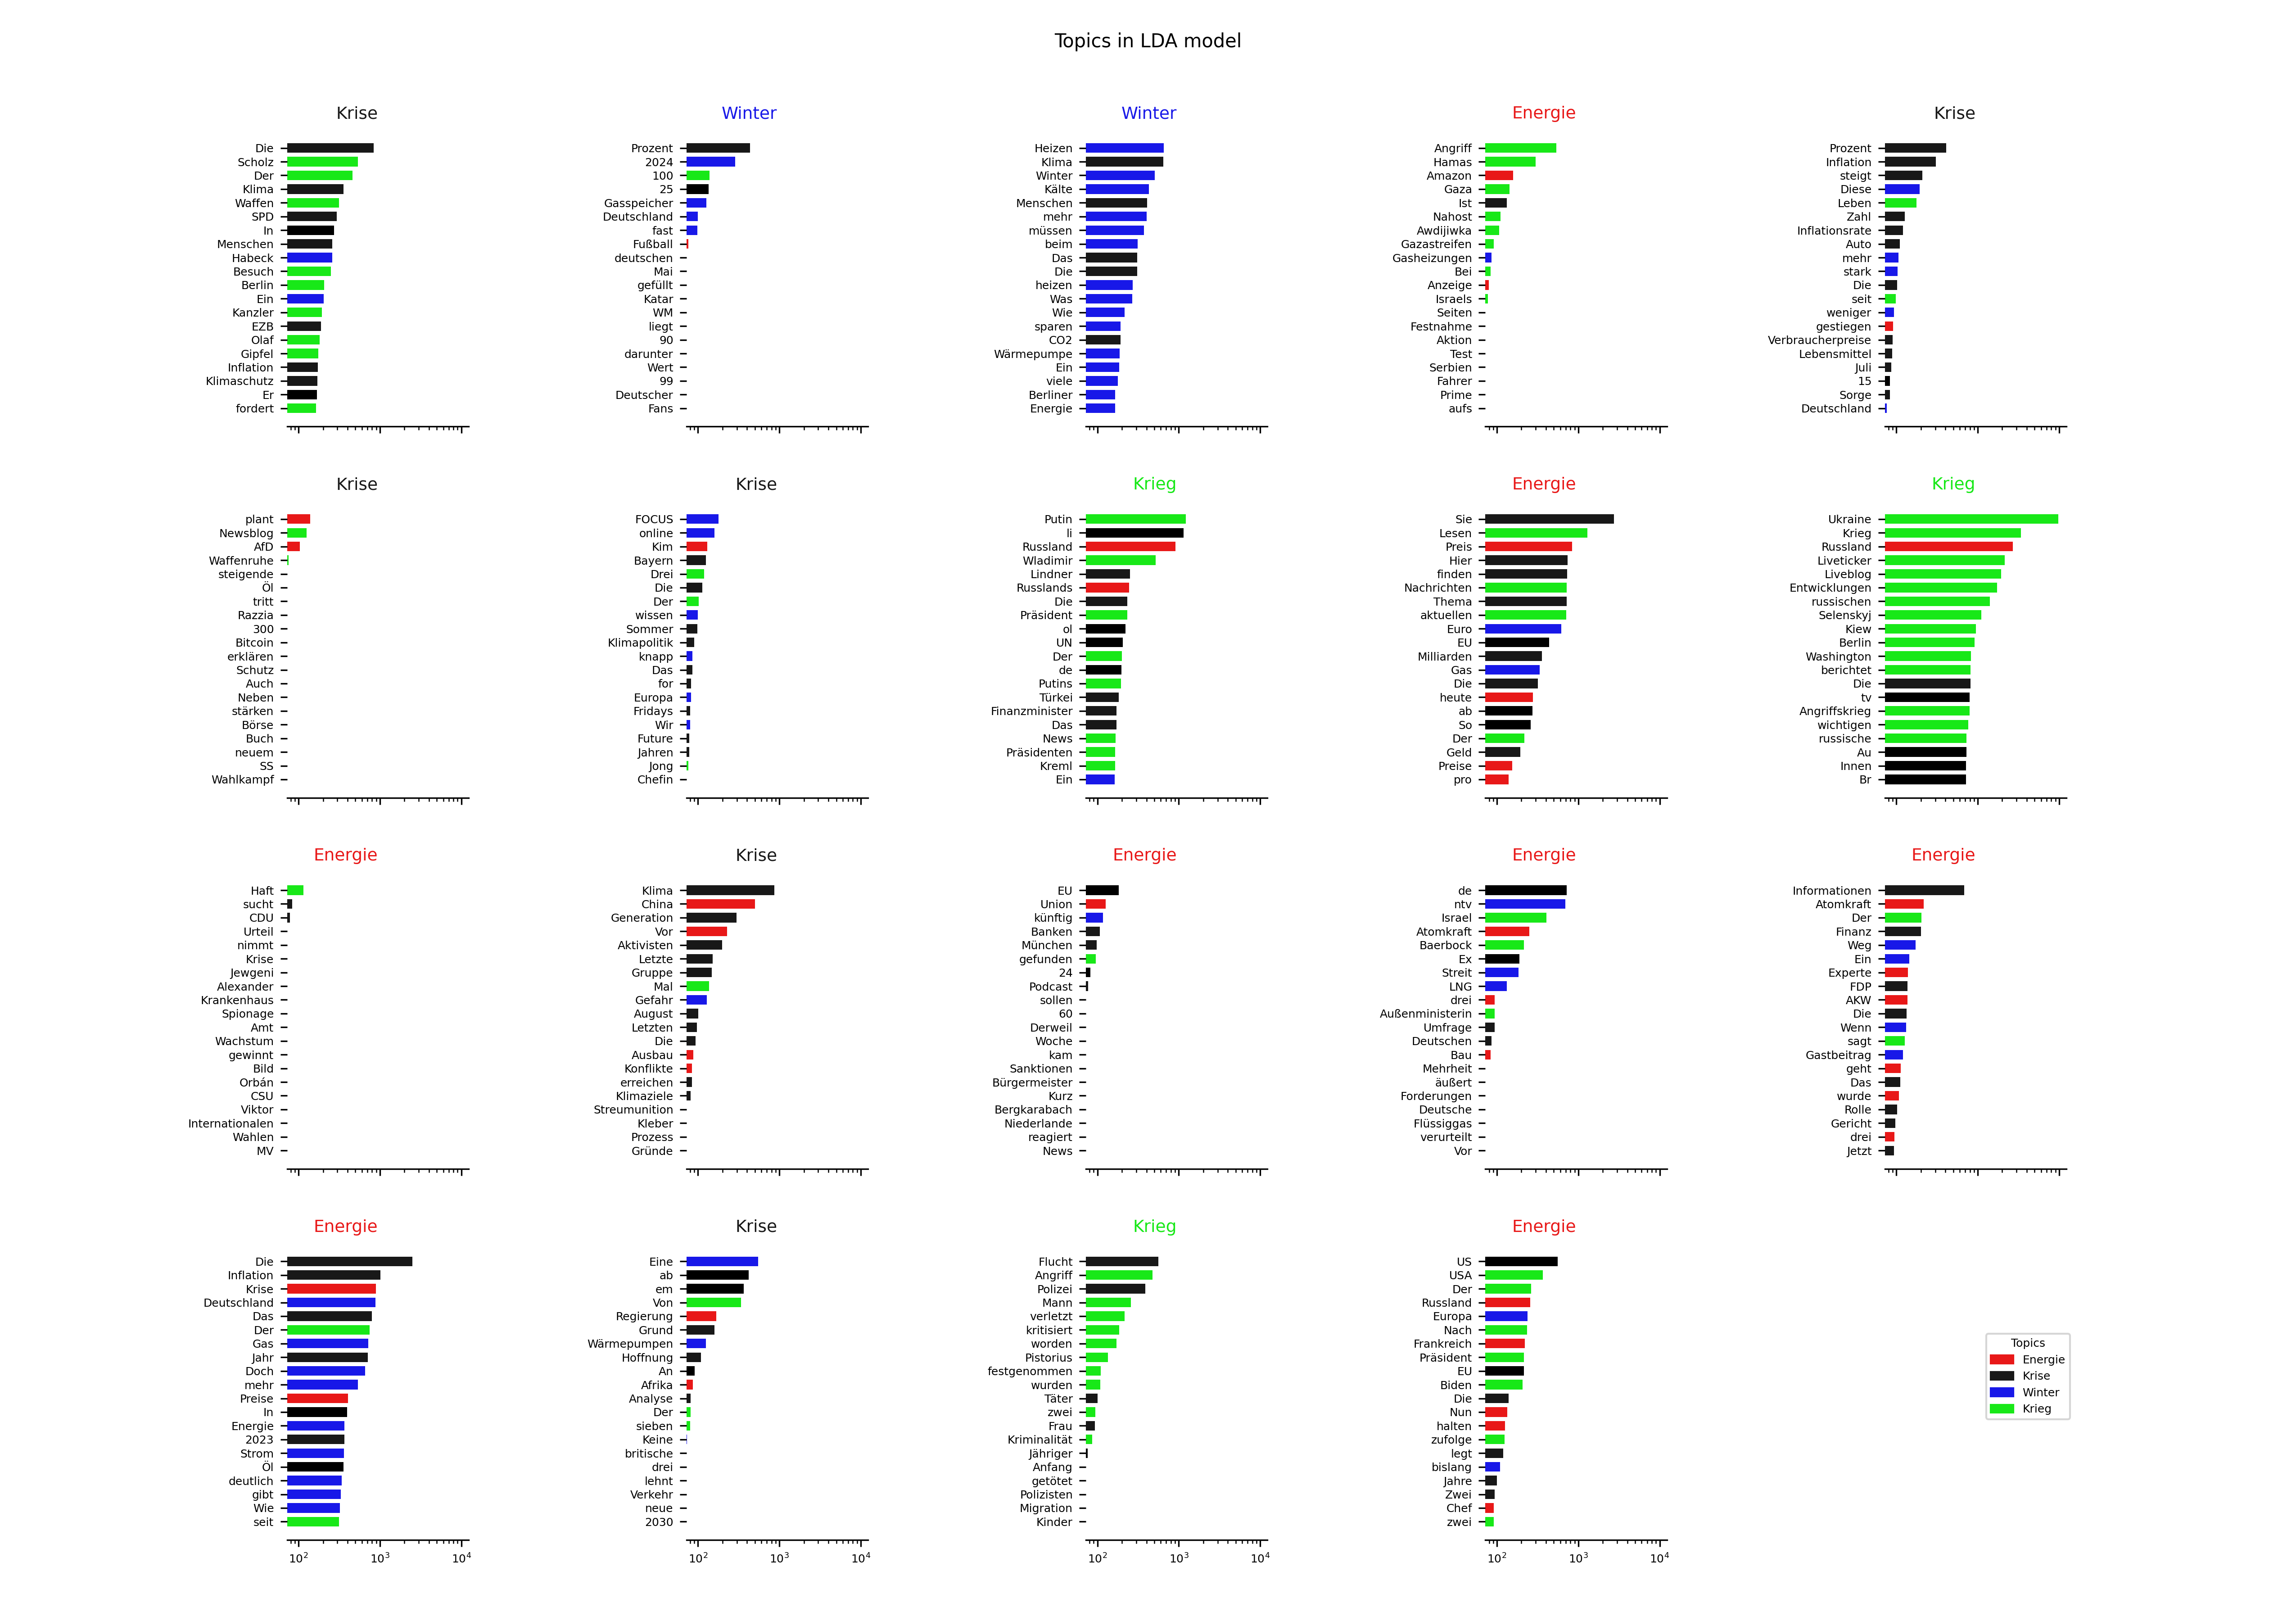 Topics in LDA model
Krise
Die
Scholz
Der
Klima
Waffen
SPD
In
Menschen
Habeck
Besuch
Berlin
Ein
Kanzler
EZB
Olaf
Gipfel
Inflation
Klimaschutz
Er
fordert
Winter
Prozent
2024
100
25
Gasspeicher
Deutschland
fast
Fußball
deutschen
Mai
gefüllt
Katar
WM
liegt
90
darunter
Wert
99
Deutscher
Fans
Winter
Heizen
Klima
Winter
Kälte
Menschen
mehr
müssen
beim
Das
Die
heizen
Was
Wie
sparen
CO2
Wärmepumpe
Ein
viele
Berliner
Energie
Energie
Angriff
Hamas
Amazon
Gaza
Ist
Nahost
Awdijiwka
Gazastreifen
Gasheizungen
Bei
Anzeige
Israels
Seiten
Festnahme
Aktion
Test
Serbien
Fahrer
Prime
aufs
Krise
Prozent
Inflation
steigt
Diese
Leben
Zahl
Inflationsrate
Auto
mehr
stark
Die
seit
weniger
gestiegen
Verbraucherpreise
Lebensmittel
Juli
15
Sorge
Deutschland
Krise
plant
Newsblog
AfD
Waffenruhe
steigende
Öl
tritt
Razzia
300
Bitcoin
erklären
Schutz
Auch
Neben
stärken
Börse
Buch
neuem
SS
Wahlkampf
Krise
FOCUS
online
Kim
Bayern
Drei
Die
Der
wissen
Sommer
Klimapolitik
knapp
Das
for
Europa
Fridays
Wir
Future
Jahren
Jong
Chefin
Krieg
Putin
li
Russland
Wladimir
Lindner
Russlands
Die
Präsident
ol
UN
Der
de
Putins
Türkei
Finanzminister
Das
News
Präsidenten
Kreml
Ein
Energie
Sie
Lesen
Preis
Hier
finden
Nachrichten
Thema
aktuellen
Euro
EU
Milliarden
Gas
Die
heute
ab
So
Der
Geld
Preise
pro
Krieg
Ukraine
Krieg
Russland
Liveticker
Liveblog
Entwicklungen
russischen
Selenskyj
Kiew
Berlin
Washington
berichtet
Die
tv
Angriffskrieg
wichtigen
russische
Au
Innen
Br
Energie
Haft
sucht
CDU
Urteil
nimmt
Krise
Jewgeni
Alexander
Krankenhaus
Spionage
Amt
Wachstum
gewinnt
Bild
Orbán
CSU
Viktor
Internationalen
Wahlen
MV
Krise
Klima
China
Generation
Vor
Aktivisten
Letzte
Gruppe
Mal
Gefahr
August
Letzten
Die
Ausbau
Konflikte
erreichen
Klimaziele
Streumunition
Kleber
Prozess
Gründe
Energie
EU
Union
künftig
Banken
München
gefunden
24
Podcast
sollen
60
Derweil
Woche
kam
Sanktionen
Bürgermeister
Kurz
Bergkarabach
Niederlande
reagiert
News
Energie
de
ntv
Israel
Atomkraft
Baerbock
Ex
Streit
LNG
drei
Außenministerin
Umfrage
Deutschen
Bau
Mehrheit
äußert
Forderungen
Deutsche
Flüssiggas
verurteilt
Vor
Energie
Informationen
Atomkraft
Der
Finanz
Weg
Ein
Experte
FDP
AKW
Die
Wenn
sagt
Gastbeitrag
geht
Das
wurde
Rolle
Gericht
drei
Jetzt
Energie
Die
Inflation
Krise
Deutschland
Das
Der
Gas
Jahr
Doch
mehr
Preise
In
Energie
2023
Strom
Öl
deutlich
gibt
Wie
seit
10² 10³ 10⁴
Krise
Eine
ab
em
Von
Regierung
Grund
Wärmepumpen
Hoffnung
An
Afrika
Analyse
Der
sieben
Keine
britische
drei
lehnt
Verkehr
neue
2030
10² 10³ 10⁴
Krieg
Flucht
Angriff
Polizei
Mann
verletzt
kritisiert
worden
Pistorius
festgenommen
wurden
Täter
zwei
Frau
Kriminalität
Jähriger
Anfang
getötet
Polizisten
Migration
Kinder
10² 10³ 10⁴
Energie
US
USA
Der
Russland
Europa
Nach
Frankreich
Präsident
EU
Biden
Die
Nun
halten
zufolge
legt
bislang
Jahre
Zwei
Chef
zwei
10² 10³ 10⁴
Topics
Energie
Krise
Winter
Krieg